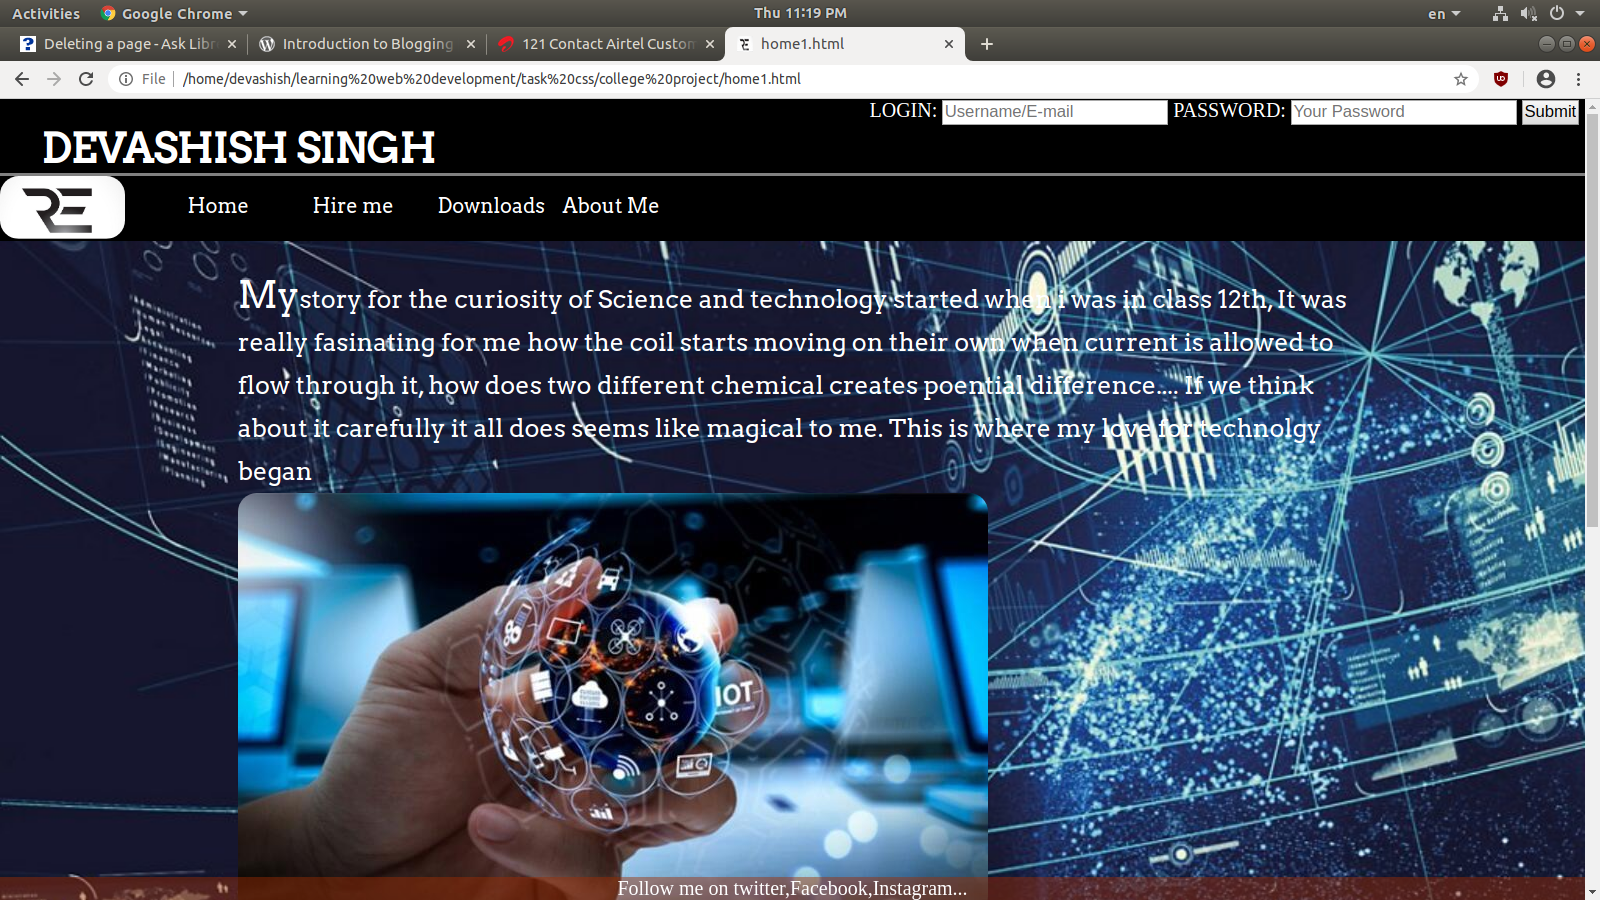 Activities
Google Chrome
Thu 11:19 PM
en
Deleting a page - Ask Libr
Introduction to Blogging
121 Contact Airtel Custom
home1.html
File
/home/devashish/learning%20web%20development/task%20css/college%20project/home1.html
LOGIN: Username/E-mail PASSWORD: Your Password Submit
DEVASHISH SINGH
RE
Home Hire me Downloads About Me
My story for the curiosity of Science and technology started when i was in class 12th, It was
really fasinating for me how the coil starts moving on their own when current is allowed to
flow through it, how does two different chemical creates poential difference.... If we think
about it carefully it all does seems like magical to me. This is where my love for technolgy
began
IOT
Follow me on twitter,Facebook,Instagram...